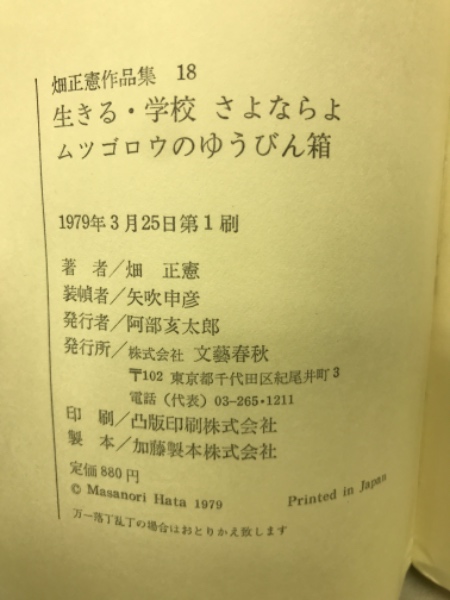 畑正憲作品集 18
生きる・学校 さよならよ
ムツゴロウのゆうびん箱
1979年3月25日第1刷
著 者/畑 正憲
装幀者/矢吹申彦
発行者/阿部亥太郎
発行所/株式会社 文藝春秋
〒102 東京都千代田区紀尾井町3
電話(代表) 03-265・1211
印 刷/凸版印刷株式会社
製 本/加藤製本株式会社
定価880円
© Masanori Hata 1979 Printed in Japan
万一落丁乱丁の場合はおとりかえ致します